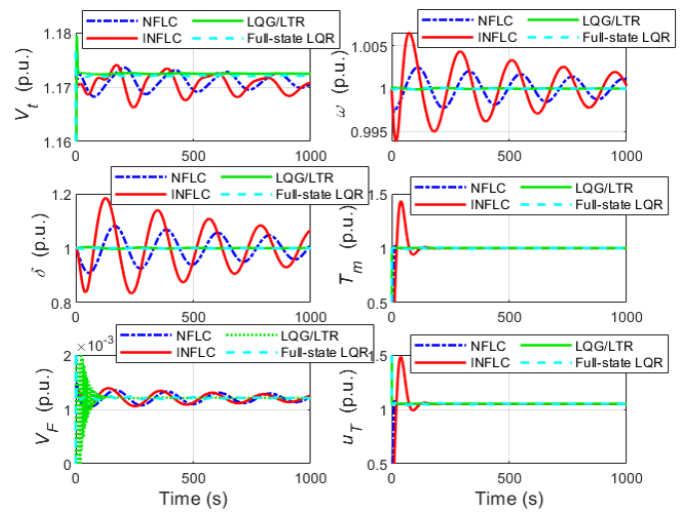 NFLC LQG/LTR
INFLC Full-state LQR
1.18
1.17
1.16
V_t (p.u.)
0 500 1000
NFLC LQG/LTR
INFLC Full-state LQR
1.005
1
0.995
ω (p.u.)
0 500 1000
NFLC LQG/LTR
INFLC Full-state LQR
1.2
1
0.8
δ (p.u.)
0 500 1000
NFLC LQG/LTR
INFLC Full-state LQR
1.5
1
0.5
T_m (p.u.)
0 500 1000
×10^-3
NFLC LQG/LTR
INFLC Full-state LQR
2
1
0
V_F (p.u.)
0 500 1000
Time (s)
NFLC LQG/LTR
INFLC Full-state LQR
1.5
1
0.5
u_T (p.u.)
0 500 1000
Time (s)